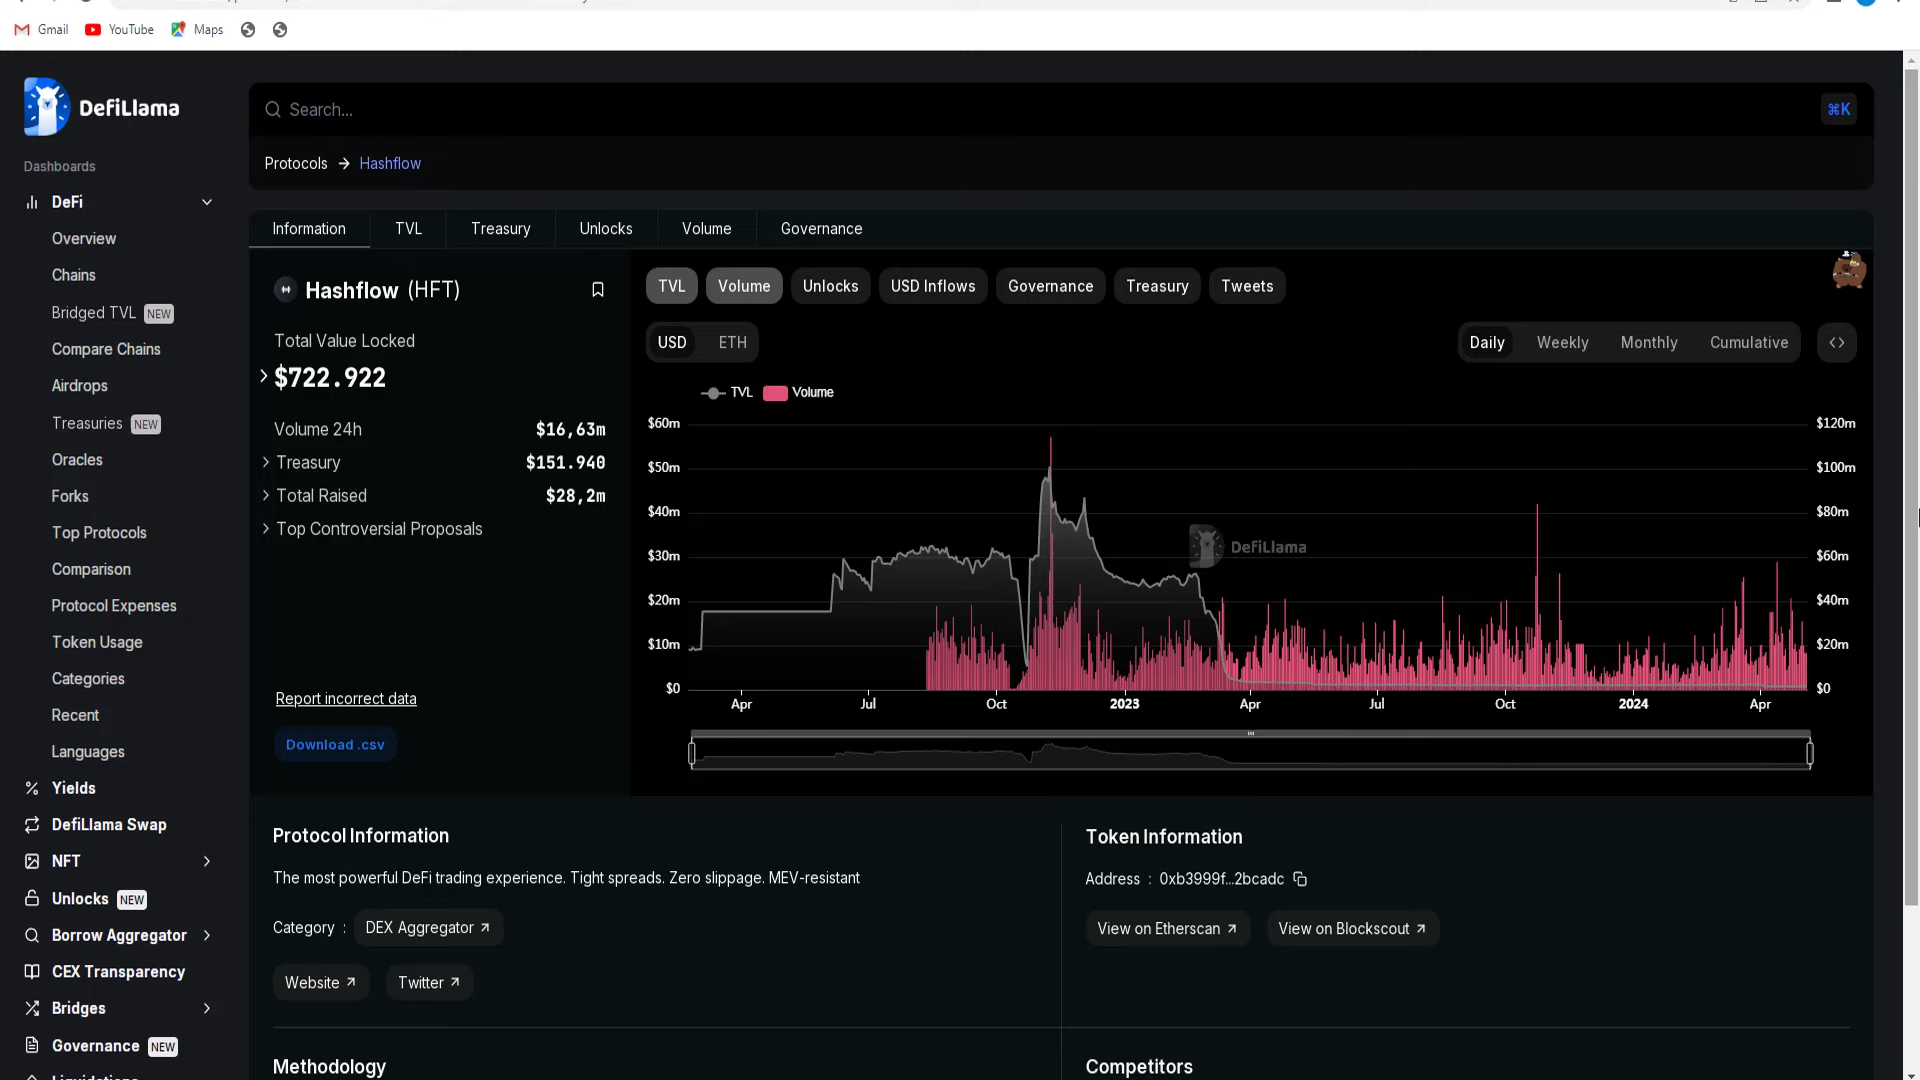 Gmail
YouTube
Maps
DefiLlama
Search...
⌘K
Protocols → Hashflow
Dashboards
DeFi
Overview
Chains
Bridged TVL NEW
Compare Chains
Airdrops
Treasuries NEW
Oracles
Forks
Top Protocols
Comparison
Protocol Expenses
Token Usage
Categories
Recent
Languages
Yields
DefiLlama Swap
NFT
Unlocks NEW
Borrow Aggregator
CEX Transparency
Bridges
Governance NEW
Liquidations
Information
TVL
Treasury
Unlocks
Volume
Governance
Hashflow (HFT)
Total Value Locked
$722.922
Volume 24h $16,63m
Treasury $151.940
Total Raised $28,2m
Top Controversial Proposals
Report incorrect data
Download .csv
TVL
Volume
Unlocks
USD Inflows
Governance
Treasury
Tweets
USD
ETH
Daily
Weekly
Monthly
Cumulative
TVL
Volume
$60m
$50m
$40m
$30m
$20m
$10m
$0
$120m
$100m
$80m
$60m
$40m
$20m
$0
DefiLlama
Apr
Jul
Oct
2023
Apr
Jul
Oct
2024
Apr
Protocol Information
The most powerful DeFi trading experience. Tight spreads. Zero slippage. MEV-resistant
Category : DEX Aggregator
Website
Twitter
Methodology
Token Information
Address : 0xb3999f...2bcadc
View on Etherscan
View on Blockscout
Competitors